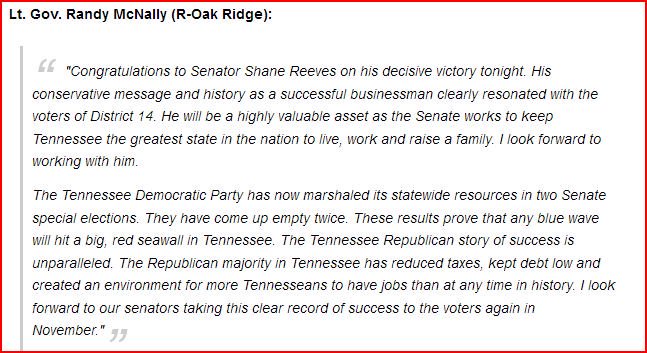 Lt. Gov. Randy McNally (R-Oak Ridge):
“ "Congratulations to Senator Shane Reeves on his decisive victory tonight. His
conservative message and history as a successful businessman clearly resonated with the
voters of District 14. He will be a highly valuable asset as the Senate works to keep
Tennessee the greatest state in the nation to live, work and raise a family. I look forward to
working with him.
The Tennessee Democratic Party has now marshaled its statewide resources in two Senate
special elections. They have come up empty twice. These results prove that any blue wave
will hit a big, red seawall in Tennessee. The Tennessee Republican story of success is
unparalleled. The Republican majority in Tennessee has reduced taxes, kept debt low and
created an environment for more Tennesseans to have jobs than at any time in history. I look
forward to our senators taking this clear record of success to the voters again in
November." ”